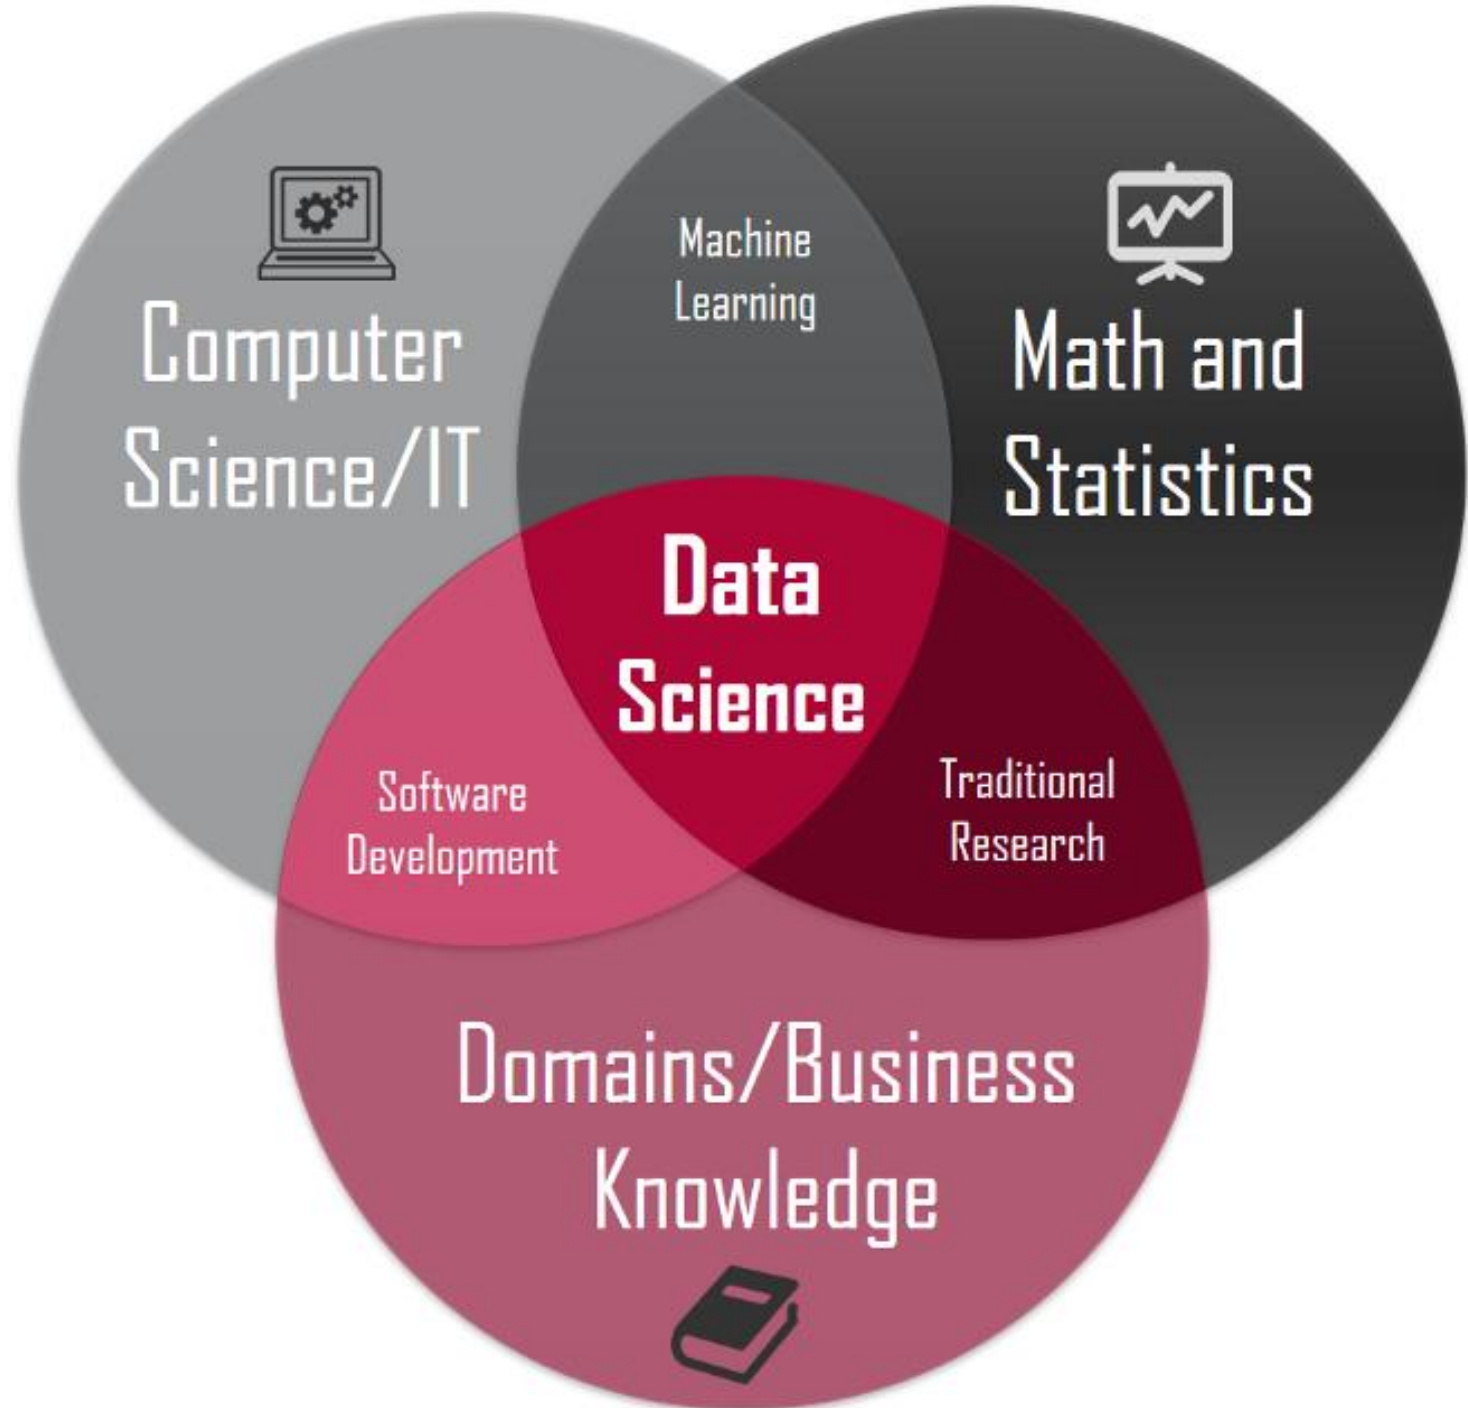 Machine
Learning
Computer
Science/IT
Math and
Statistics
Data
Science
Software
Development
Traditional
Research
Domains/Business
Knowledge